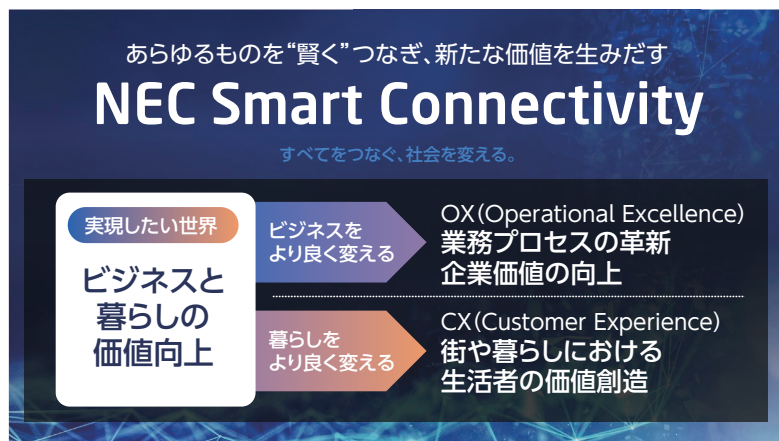 あらゆるものを“賢く”つなぎ、新たな価値を生みだす
NEC Smart Connectivity
すべてをつなぐ、社会を変える。
実現したい世界
ビジネスと
暮らしの
価値向上
ビジネスを
より良く変える
OX(Operational Excellence)
業務プロセスの革新
企業価値の向上
暮らしを
より良く変える
CX(Customer Experience)
街や暮らしにおける
生活者の価値創造